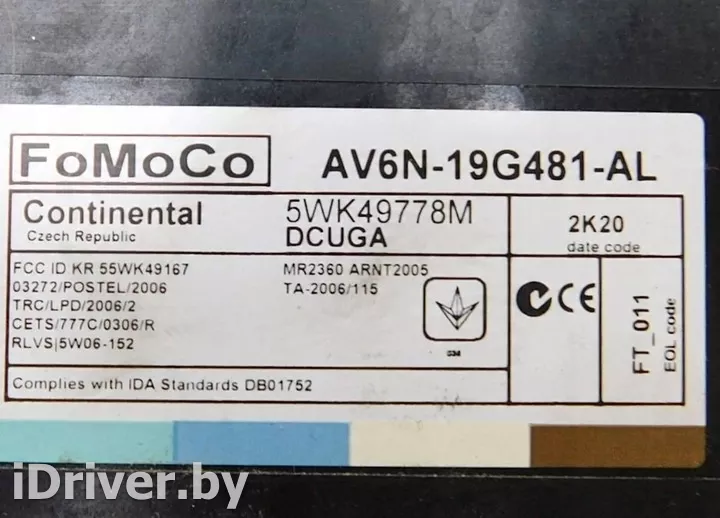 FoMoCo
AV6N-19G481-AL
Continental
Czech Republic
5WK49778M
DCUGA
2K20
date code
FCC ID KR 55WK49167
03272/POSTEL/2006
TRC/LPD/2006/2
CETS/777C/0306/R
RLVS|5W06-152
MR2360 ARNT2005
TA-2006/115
CE
FT_011
EOL code
Complies with IDA Standards DB01752
iDriver.by